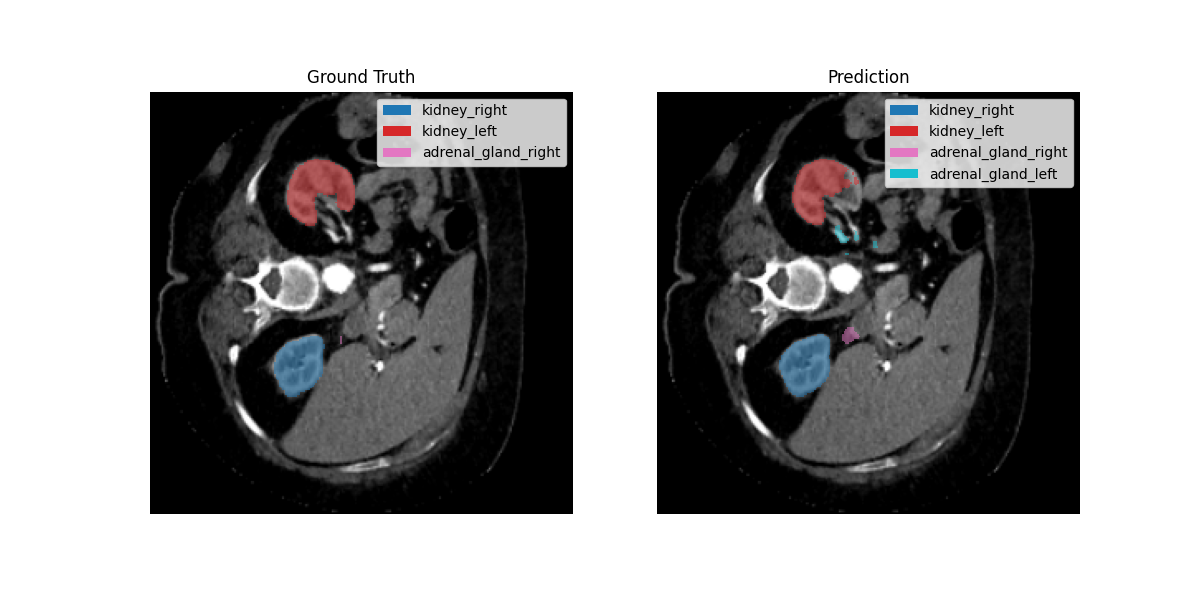 Ground Truth
kidney_right
kidney_left
adrenal_gland_right
Prediction
kidney_right
kidney_left
adrenal_gland_right
adrenal_gland_left